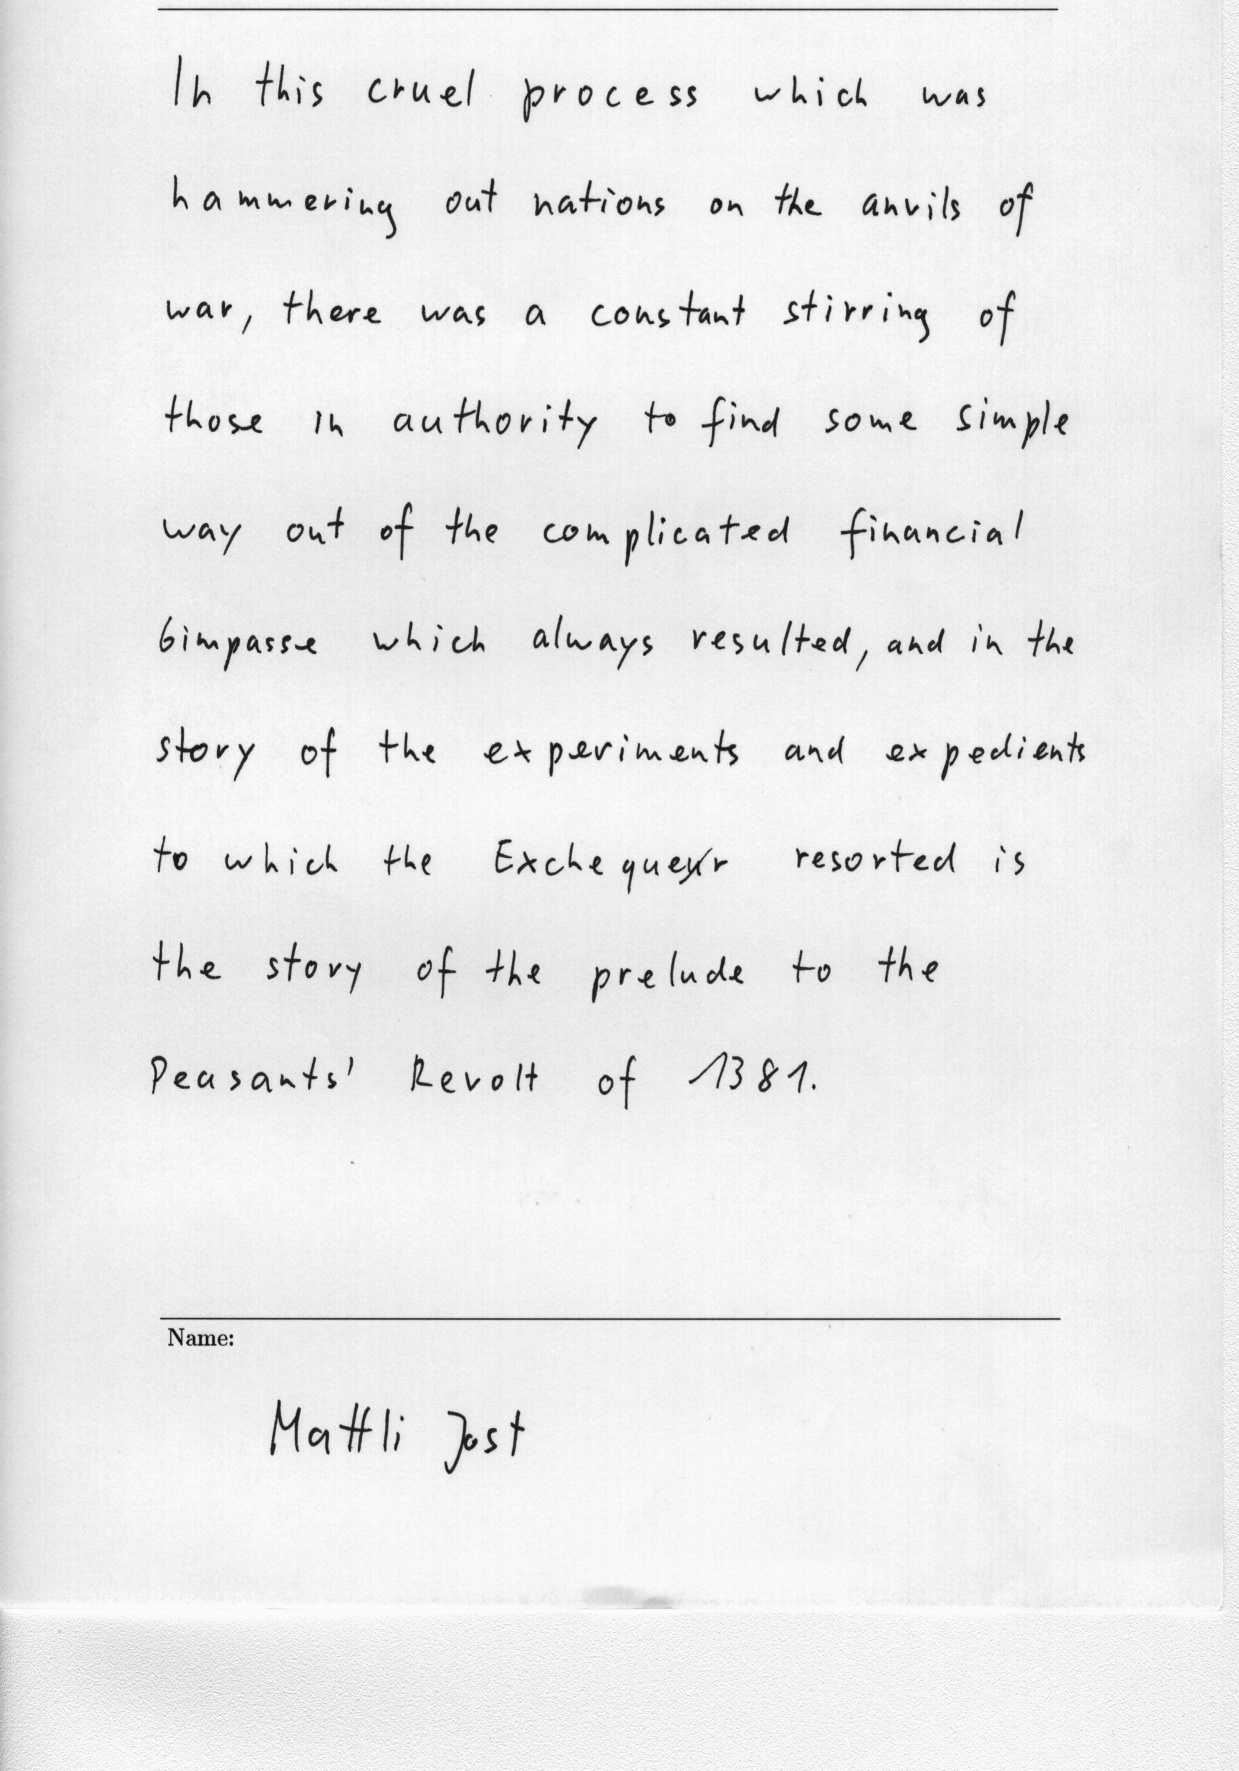 In this cruel process which was
hammering out nations on the anvils of
war, there was a constant stirring of
those in authority to find some simple
way out of the complicated financial
6impasse which always resulted, and in the
story of the experiments and expedients
to which the Exchequer resorted is
the story of the prelude to the
Peasants' Revolt of 1381.
Name:
Mattli Jost